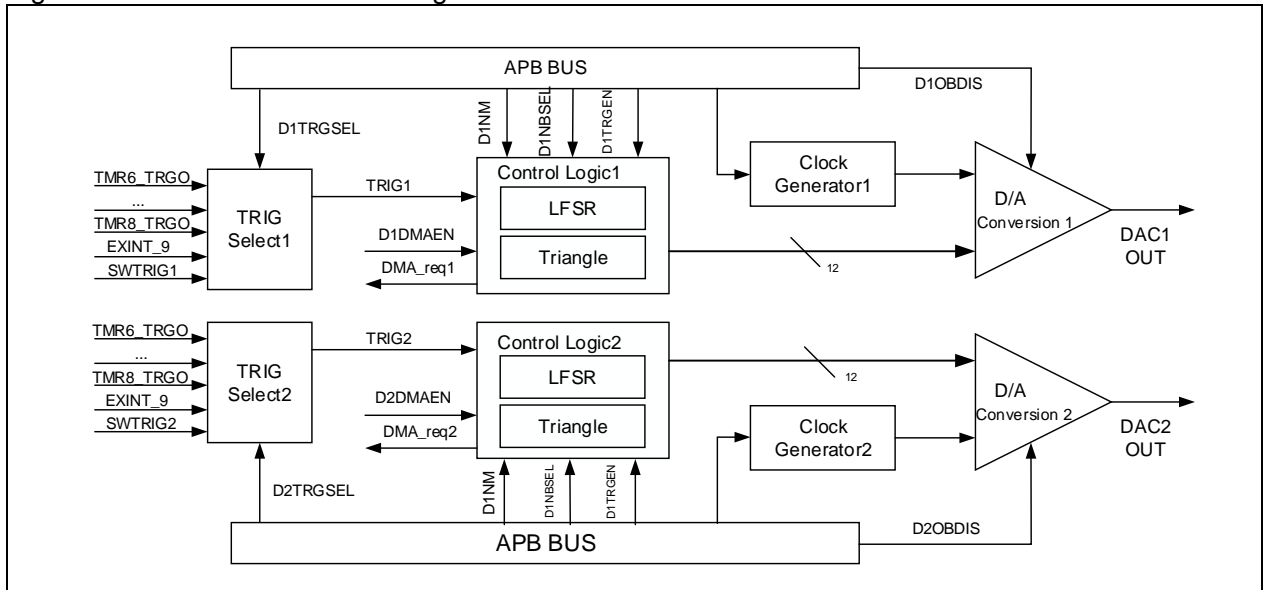 APB BUS
D1OBDIS
D1TRGSEL
D1NM
D1NBSEL
D1TRGEN
TMR6_TRGO
...
TMR8_TRGO
EXINT_9
SWTRIG1
TRIG
Select1
TRIG1
D1DMAEN
DMA_req1
Control Logic1
LFSR
Triangle
Clock
Generator1
12
D/A
Conversion 1
DAC1
OUT
TMR6_TRGO
...
TMR8_TRGO
EXINT_9
SWTRIG2
TRIG
Select2
TRIG2
D2DMAEN
DMA_req2
Control Logic2
LFSR
Triangle
12
Clock
Generator2
D/A
Conversion 2
DAC2
OUT
D2TRGSEL
D1NM
D1NBSEL
D1TRGEN
D2OBDIS
APB BUS